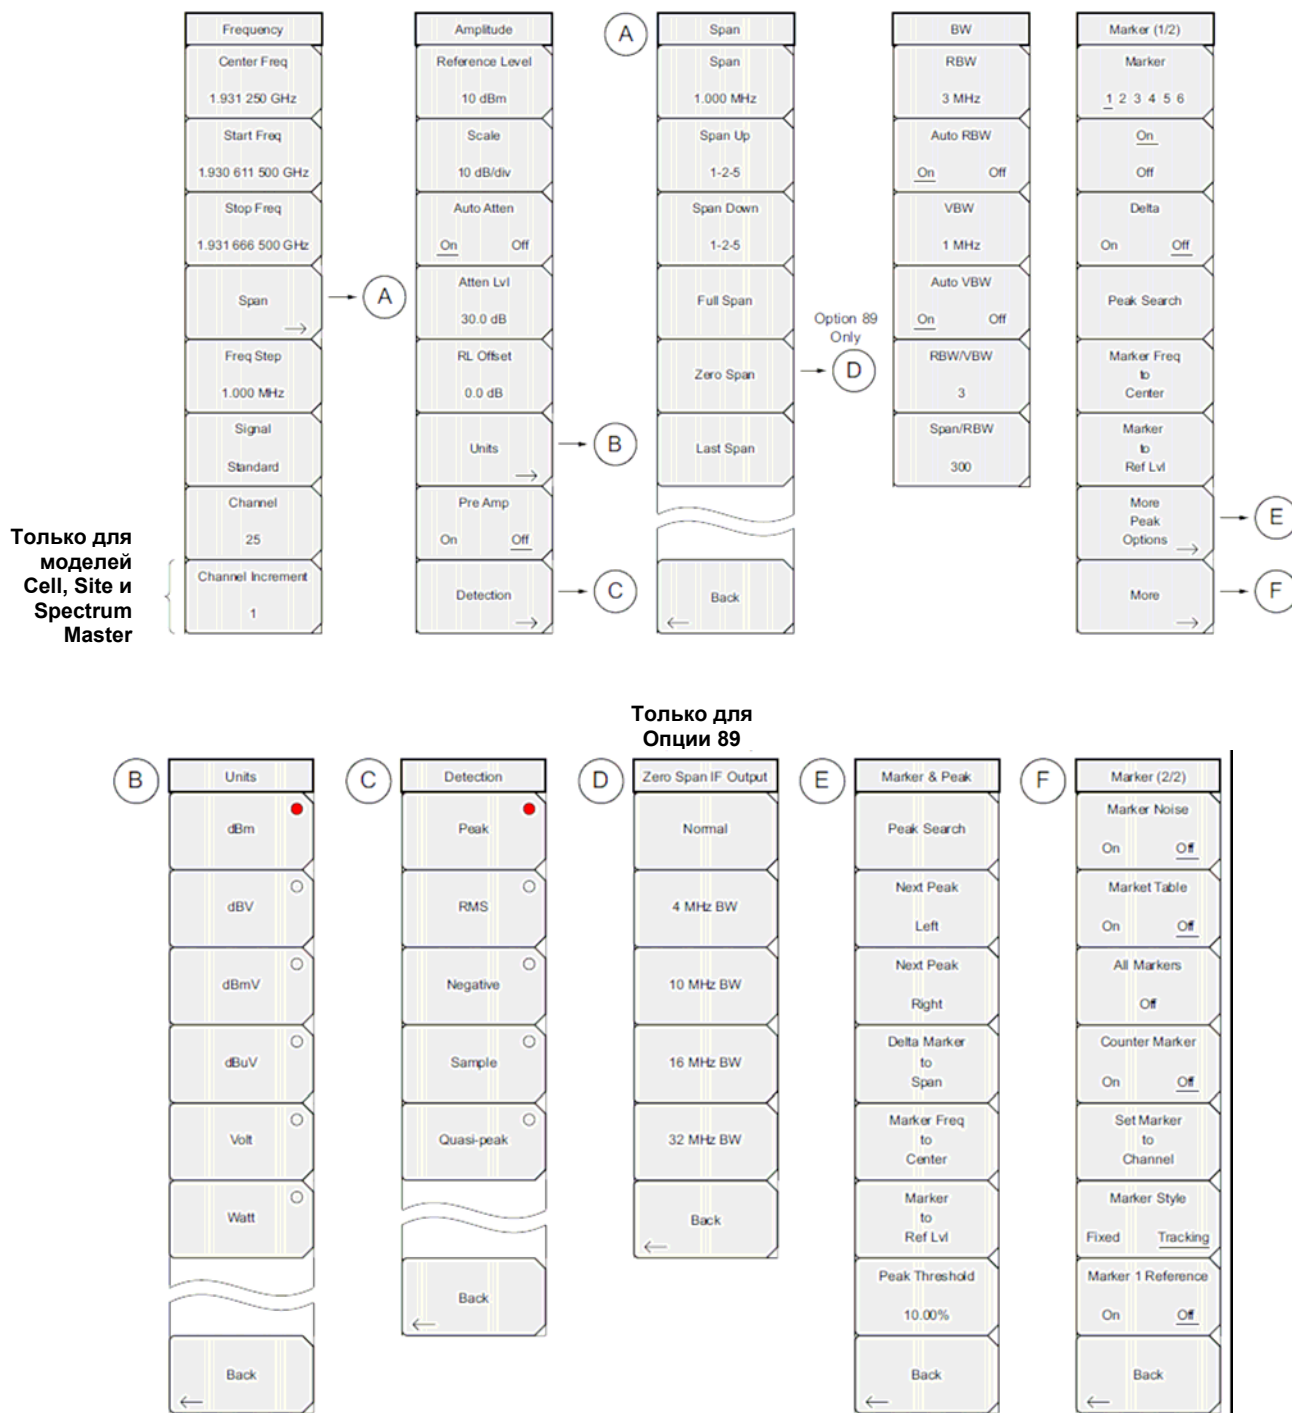 Frequency
Center Freq
1.931 250 GHz
Start Freq
1.930 611 500 GHz
Stop Freq
1.931 666 500 GHz
Span
A
Freq Step
1.000 MHz
Signal
Standard
Channel
25
Channel Increment
1
Только для
моделей
Cell, Site и
Spectrum
Master
Amplitude
Reference Level
10 dBm
Scale
10 dB/div
Auto Atten
On Off
Atten Lvl
30.0 dB
RL Offset
0.0 dB
Units
B
Pre Amp
On Off
Detection
C
A
Span
Span
1.000 MHz
Span Up
1-2-5
Span Down
1-2-5
Full Span
Zero Span
Option 89
Only
D
Last Span
Back
BW
RBW
3 MHz
Auto RBW
On Off
VBW
1 MHz
Auto VBW
On Off
RBW/VBW
3
Span/RBW
300
Marker (1/2)
Marker
1 2 3 4 5 6
On
Off
Delta
On Off
Peak Search
Marker Freq
to
Center
Marker
to
Ref Lvl
More
Peak
Options
E
More
F
B
Units
dBm
dBV
dBmV
dBuV
Volt
Watt
Back
C
Detection
Peak
RMS
Negative
Sample
Quasi-peak
Back
Только для
Опции 89
D
Zero Span IF Output
Normal
4 MHz BW
10 MHz BW
16 MHz BW
32 MHz BW
Back
E
Marker & Peak
Peak Search
Next Peak
Left
Next Peak
Right
Delta Marker
to
Span
Marker Freq
to
Center
Marker
to
Ref Lvl
Peak Threshold
10.00%
Back
F
Marker (2/2)
Marker Noise
On Off
Market Table
On Off
All Markers
Off
Counter Marker
On Off
Set Marker
to
Channel
Marker Style
Fixed Tracking
Marker 1 Reference
On Off
Back